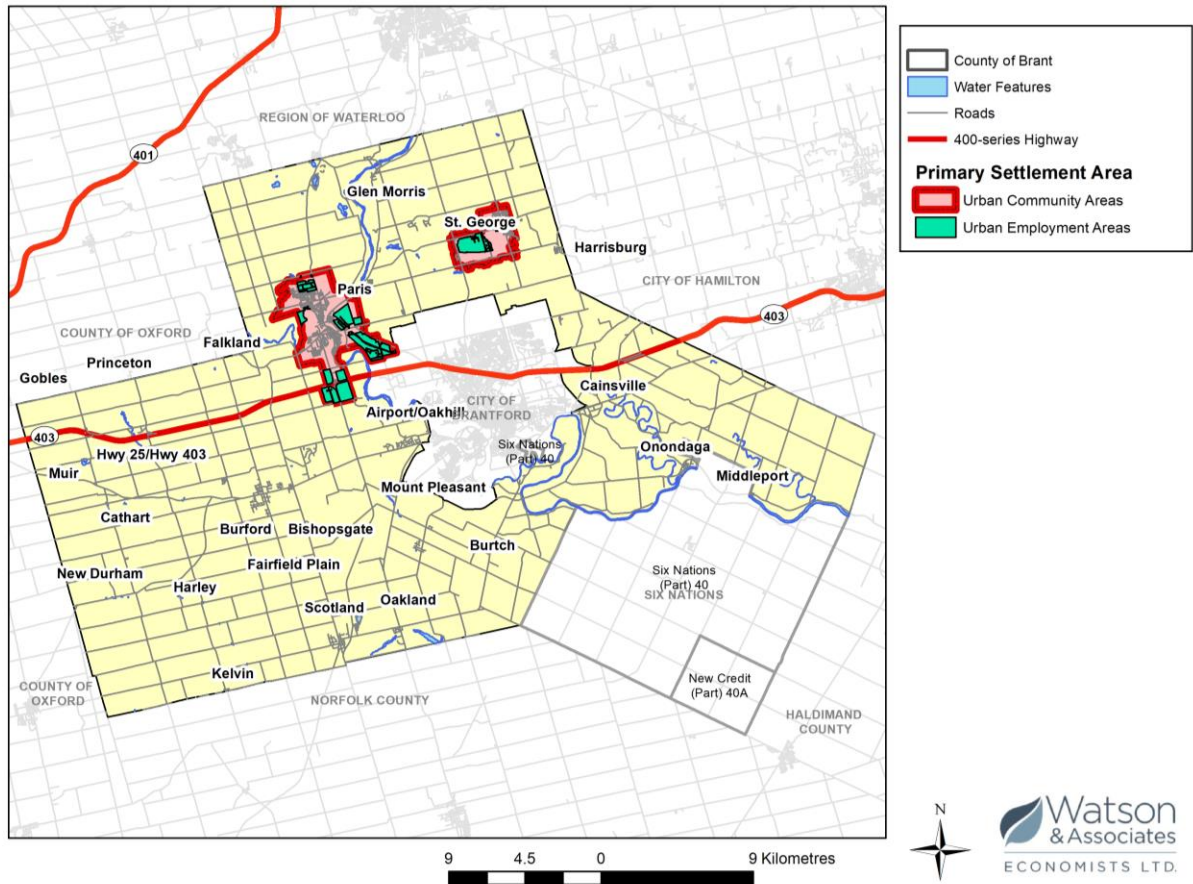 401
REGION OF WATERLOO
Glen Morris
St. George
Harrisburg
CITY OF HAMILTON
Paris
403
COUNTY OF OXFORD
Falkland
Princeton
Gobles
Cainsville
Airport/Oakhill
CITY OF
BRANTFORD
403
Hwy 25/Hwy 403
Six Nations
(Part) 40
Onondaga
Muir
Middleport
Mount Pleasant
Cathart
Burford
Bishopsgate
Burtch
Fairfield Plain
New Durham
Harley
Six Nations
(Part) 40
SIX NATIONS
Scotland
Oakland
Kelvin
New Credit
(Part) 40A
COUNTY OF
OXFORD
NORFOLK COUNTY
HALDIMAND
COUNTY
County of Brant
Water Features
Roads
400-series Highway
Primary Settlement Area
Urban Community Areas
Urban Employment Areas
9 4.5 0 9 Kilometres
N
Watson
& Associates
ECONOMISTS LTD.